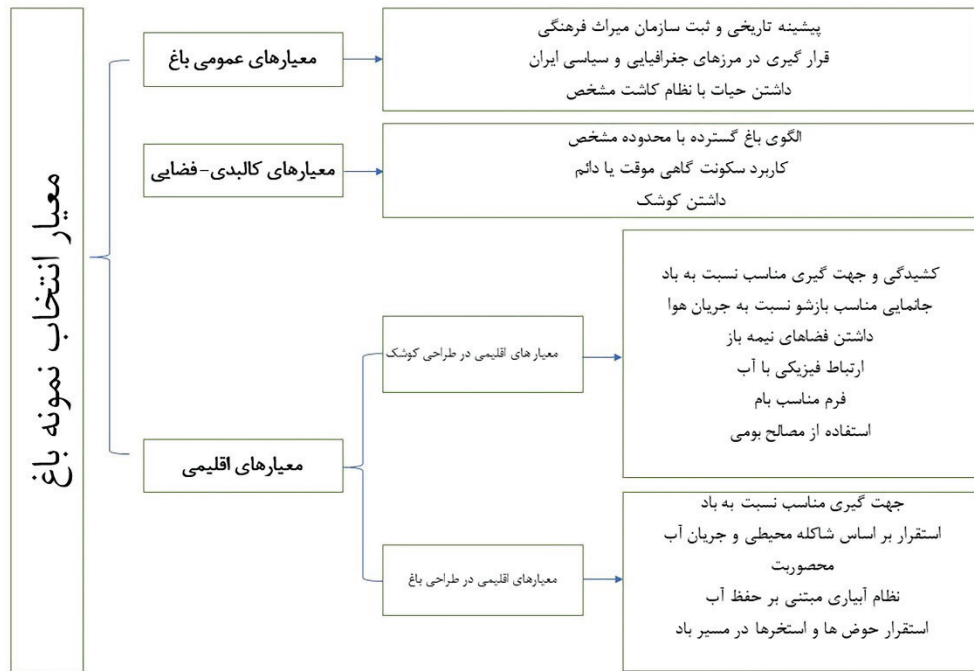 معیار انتخاب نمونه باغ
معیارهای عمومی باغ
پیشینه تاریخی و ثبت سازمان میراث فرهنگی
قرار گیری در مرزهای جغرافیایی و سیاسی ایران
داشتن حیات با نظام کاشت مشخص
معیارهای کالبدی-فضایی
الگوی باغ گسترده با محدوده مشخص
کاربرد سکونت گاهی موقت یا دائم
داشتن کوشک
معیارهای اقلیمی
معیارهای اقلیمی در طراحی کوشک
کشیدگی و جهت گیری مناسب نسبت به باد
جانمایی مناسب بازشو نسبت به جریان هوا
داشتن فضاهای نیمه باز
ارتباط فیزیکی با آب
فرم مناسب بام
استفاده از مصالح بومی
معیارهای اقلیمی در طراحی باغ
جهت گیری مناسب نسبت به باد
استقرار بر اساس شاکله محیطی و جریان آب
محصوریت
نظام آبیاری مبتنی بر حفظ آب
استقرار حوض ها و استخرها در مسیر باد